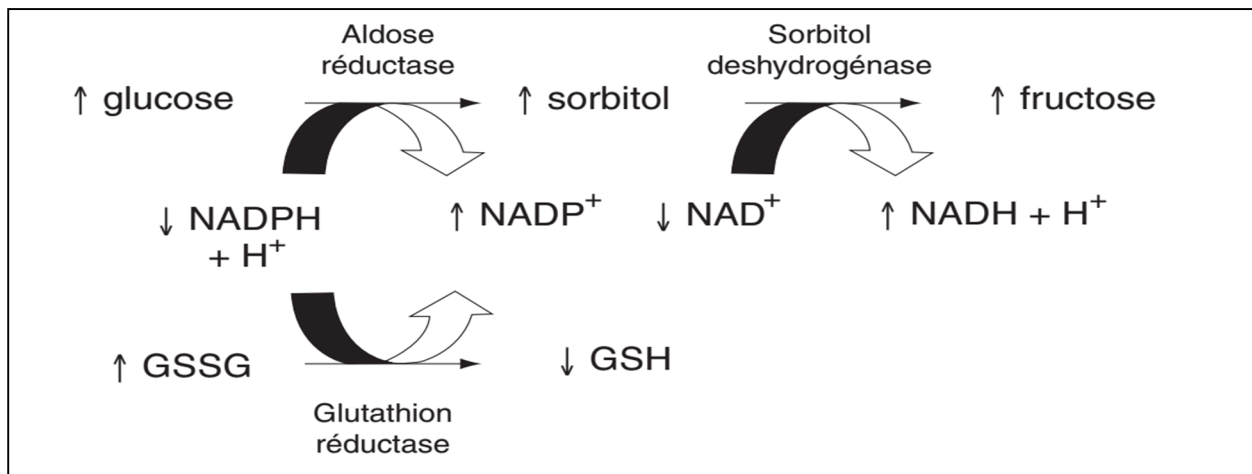 Aldose
réductase
Sorbitol
deshydrogénase
↑ glucose
↑ sorbitol
↑ fructose
↓ NADPH
+ H⁺
↑ NADP⁺
↓ NAD⁺
↑ NADH + H⁺
↑ GSSG
↓ GSH
Glutathion
réductase